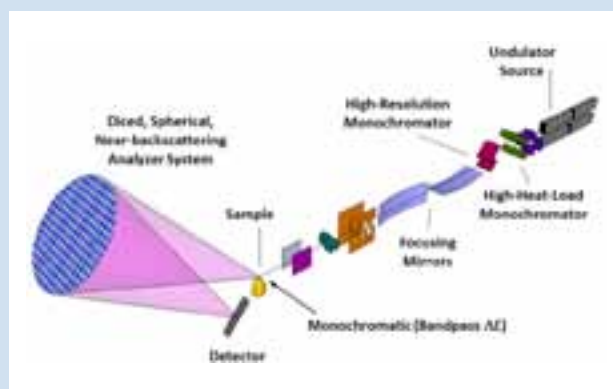 Undulator
Source
High-Resolution
Monochromator
Diced, Spherical,
Near-backscattering
Analyzer System
High-Heat-Load
Monochromator
Sample
Focusing
Mirrors
Monochromatic (Bandpass ΔE)
Detector